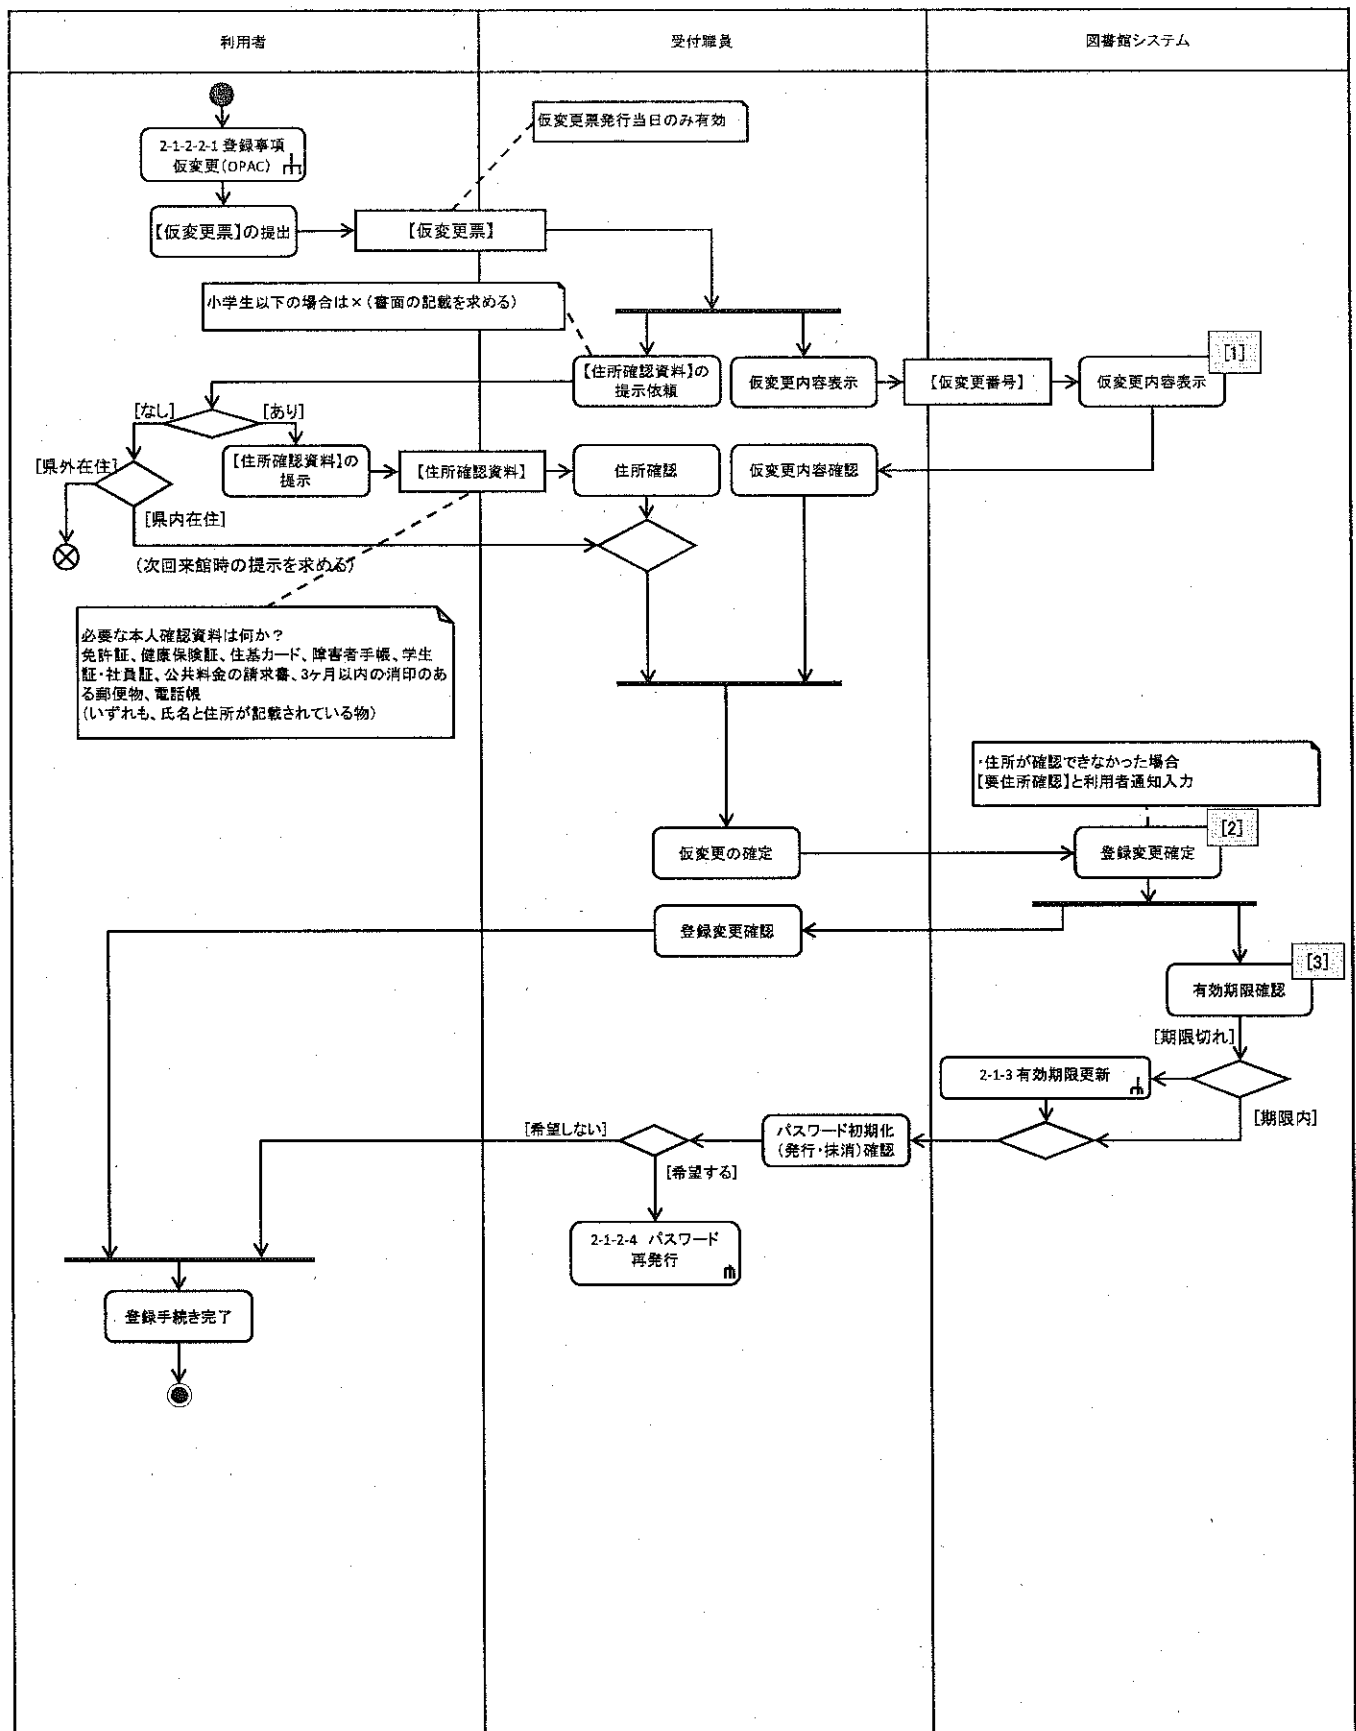 利用者
受付職員
図書館システム
仮変更票発行当日のみ有効
2-1-2-2-1 登録事項
仮変更(OPAC)
【仮変更票】の提出
【仮変更票】
小学生以下の場合は×(書面の記載を求める)
【住所確認資料】の
提示依頼
仮変更内容表示
【仮変更番号】
仮変更内容表示
[1]
[なし]
[あり]
[県外在住]
【住所確認資料】の
提示
【住所確認資料】
住所確認
仮変更内容確認
[県内在住]
(次回来館時の提示を求める)
必要な本人確認資料は何か?
免許証、健康保険証、住基カード、障害者手帳、学生
証・社員証、公共料金の請求書、3ヶ月以内の消印のあ
る郵便物、電話帳
(いずれも、氏名と住所が記載されている物)
・住所が確認できなかった場合
【要住所確認】と利用者通知入力
仮変更の確定
登録変更確定
[2]
登録変更確認
有効期限確認
[3]
[期限切れ]
2-1-3 有効期限更新
[期限内]
[希望しない]
パスワード初期化
(発行・抹消)確認
[希望する]
2-1-2-4 パスワード
再発行
登録手続き完了